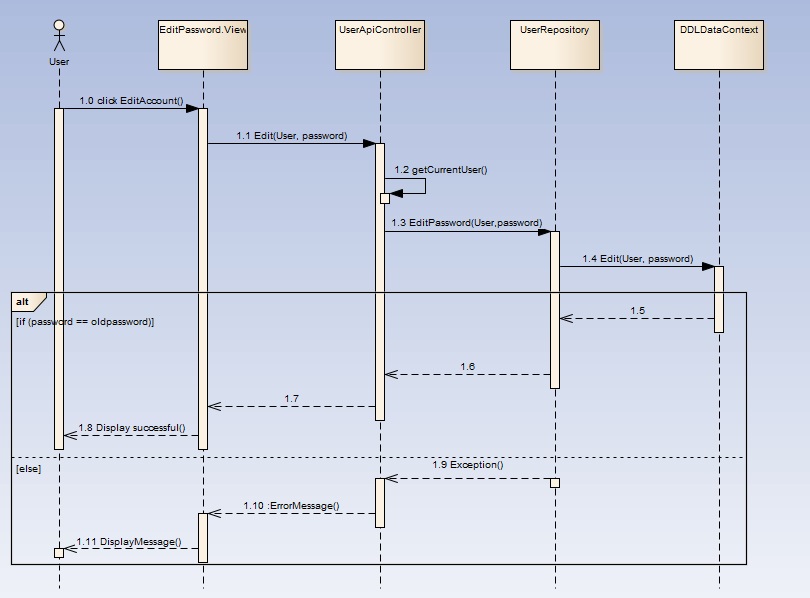 EditPassword.View
UserApiController
UserRepository
DDLDataContext
User
1.0 click EditAccount()
1.1 Edit(User, password)
1.2 getCurrentUser()
1.3 EditPassword(User,password)
1.4 Edit(User, password)
alt
[if (password == oldpassword)]
1.5
1.6
1.7
1.8 Display successful()
[else]
1.9 Exception()
1.10 :ErrorMessage()
1.11 DisplayMessage()